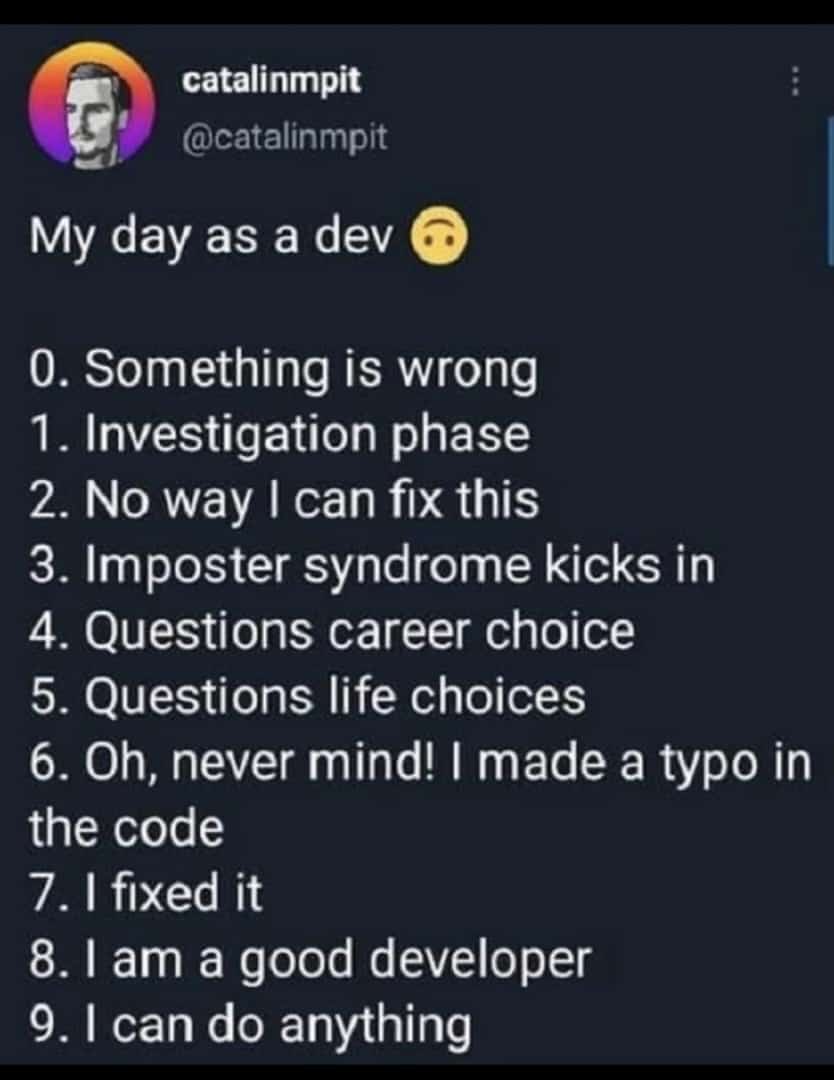 catalinmpit
@catalinmpit
My day as a dev 🙃
0. Something is wrong
1. Investigation phase
2. No way I can fix this
3. Imposter syndrome kicks in
4. Questions career choice
5. Questions life choices
6. Oh, never mind! I made a typo in
the code
7. I fixed it
8. I am a good developer
9. I can do anything